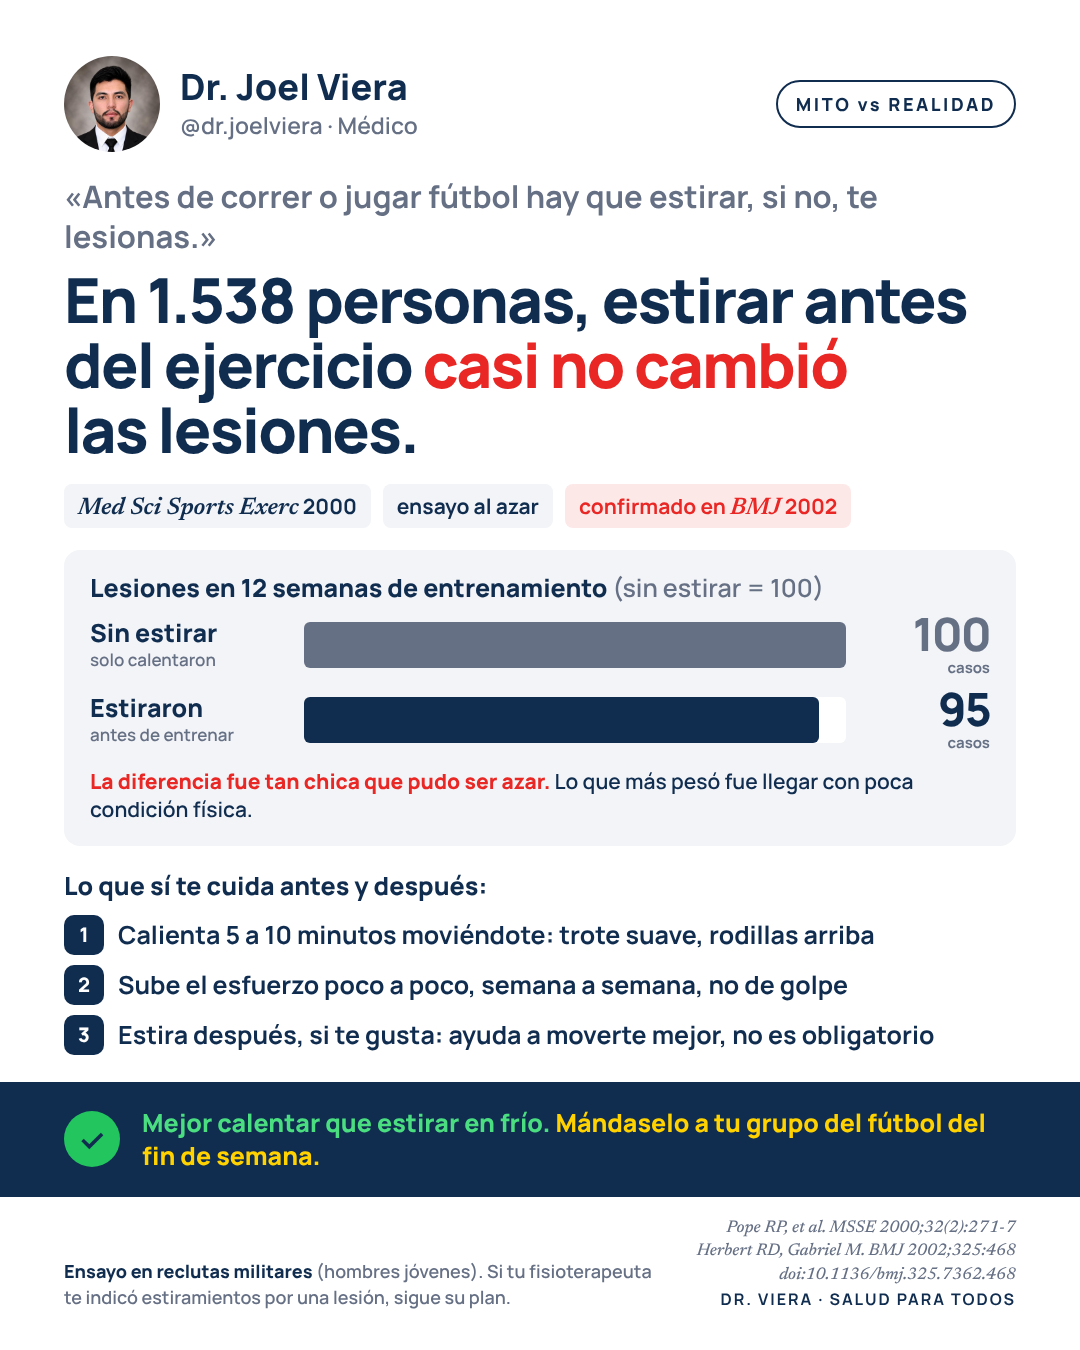 Dr. Joel Viera
@dr.joelviera · Médico
MITO vs REALIDAD
«Antes de correr o jugar fútbol hay que estirar, si no, te
lesionas.»
En 1.538 personas, estirar antes
del ejercicio casi no cambió
las lesiones.
Med Sci Sports Exerc 2000
ensayo al azar
confirmado en BMJ 2002
Lesiones en 12 semanas de entrenamiento (sin estirar = 100)
Sin estirar
solo calentaron
100
casos
Estiraron
antes de entrenar
95
casos
La diferencia fue tan chica que pudo ser azar. Lo que más pesó fue llegar con poca
condición física.
Lo que sí te cuida antes y después:
1 Calienta 5 a 10 minutos moviéndote: trote suave, rodillas arriba
2 Sube el esfuerzo poco a poco, semana a semana, no de golpe
3 Estira después, si te gusta: ayuda a moverte mejor, no es obligatorio
Mejor calentar que estirar en frío. Mándaselo a tu grupo del fútbol del
fin de semana.
Ensayo en reclutas militares (hombres jóvenes). Si tu fisioterapeuta
te indicó estiramientos por una lesión, sigue su plan.
Pope RP, et al. MSSE 2000;32(2):271-7
Herbert RD, Gabriel M. BMJ 2002;325:468
doi:10.1136/bmj.325.7362.468
DR. VIERA · SALUD PARA TODOS